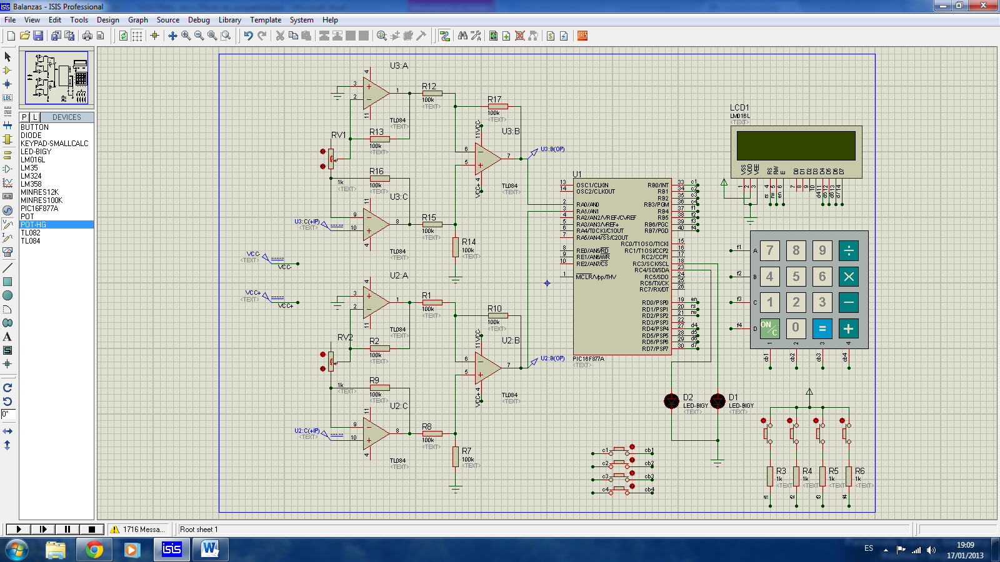 Balanzas - ISIS Professional
File View Edit Tools Design Graph Source Debug Library Template System Help
P L DEVICES
BUTTON
DIODE
KEYPAD-SMALLCALC
LED-BIGY
LM016L
LM35
LM324
LM358
MINRES12K
MINRES100K
PIC16F877A
POT
POT-HG
TL082
TL084
U3:A
4
3
2
1
11
TL084
<TEXT>
R12
100k
<TEXT>
R17
100k
<TEXT>
R13
100k
<TEXT>
RV1
1k
<TEXT>
11 VCC-
U3:B
6
5
7
VCC+ 4
TL084
<TEXT>
U3:B(OP)
R16
100k
<TEXT>
U3:C
11
9
10
8
4
TL084
<TEXT>
U3:C(+IP)
<TEXT>
R15
100k
<TEXT>
R14
100k
<TEXT>
VCC-
<TEXT>
VCC-
VCC+
<TEXT>
VCC+
U2:A
4
3
2
1
11
TL084
<TEXT>
R1
100k
<TEXT>
R10
100k
<TEXT>
R2
100k
<TEXT>
RV2
1k
<TEXT>
11 VCC-
U2:B
6
5
7
VCC+ 4
TL084
<TEXT>
U2:B(OP)
R9
100k
<TEXT>
U2:C
11
9
10
8
4
TL084
<TEXT>
U2:C(+IP)
<TEXT>
R8
100k
<TEXT>
R7
100k
<TEXT>
U1
13 OSC1/CLKIN
14 OSC2/CLKOUT
2 RA0/AN0
3 RA1/AN1
4 RA2/AN2/VREF-/CVREF
5 RA3/AN3/VREF+
6 RA4/T0CKI/C1OUT
7 RA5/AN4/SS/C2OUT
8 RE0/AN5/RD
9 RE1/AN6/WR
10 RE2/AN7/CS
1 MCLR/Vpp/THV
RB0/INT 33 c1
RB1 34 c2
RB2 35 c3
RB3/PGM 36 c4
RB4 37 f1
RB5 38 f2
RB6/PGC 39 f3
RB7/PGD 40 f4
RC0/T1OSO/T1CKI 15
RC1/T1OSI/CCP2 16
RC2/CCP1 17
RC3/SCK/SCL 18
RC4/SDI/SDA 23
RC5/SDO 24
RC6/TX/CK 25
RC7/RX/DT 26
RD0/PSP0 19 en
RD1/PSP1 20 rs
RD2/PSP2 21 rw
RD3/PSP3 22
RD4/PSP4 27 d4
RD5/PSP5 28 d5
RD6/PSP6 29 d6
RD7/PSP7 30 d7
PIC16F877A
<TEXT>
LCD1
LM016L
<TEXT>
VSS VDD VEE RS RW E D0 D1 D2 D3 D4 D5 D6 D7
1 2 3 4 5 6 7 8 9 10 11 12 13 14
rs rw en d4 d5 d6 d7
f1 A 7 8 9 ÷
f2 B 4 5 6 ×
f3 C 1 2 3 −
f4 D ON/C 0 = +
1 2 3 4
cb1 cb2 cb3 cb4
D2
LED-BIGY
<TEXT>
D1
LED-BIGY
<TEXT>
c1 cb1
c2 cb2
c3 cb3
c4 cb4
R3 R4 R5 R6
1k 1k 1k 1k
<TEXT> <TEXT> <TEXT> <TEXT>
f1 f2 f3 f4
0°
1716 Messa...
Root sheet 1
ES
19:09
17/01/2013